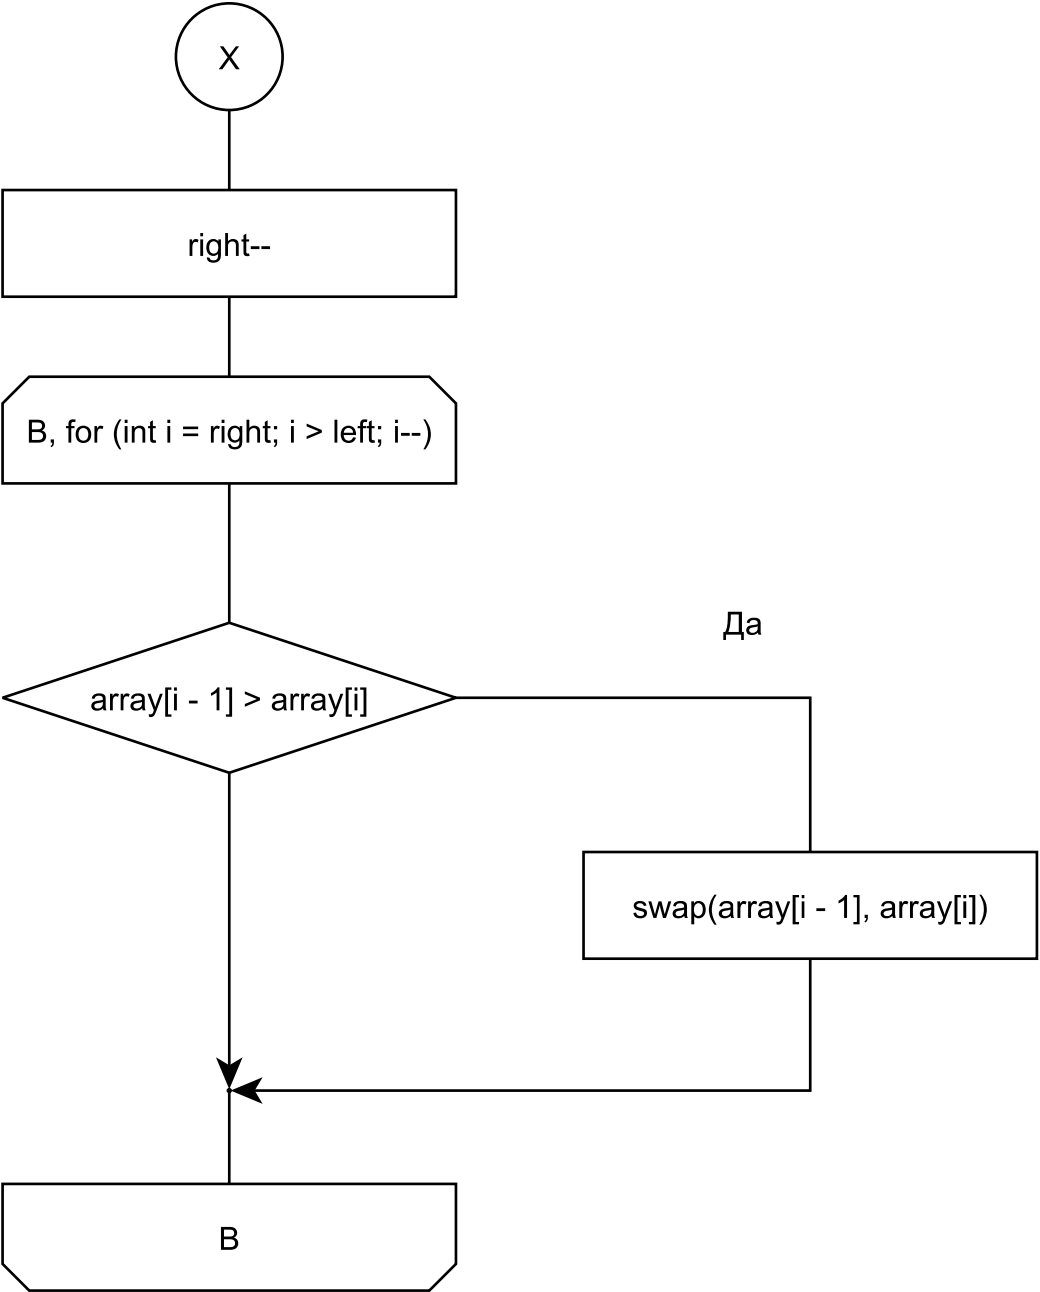 X
right--
B, for (int i = right; i > left; i--)
Да
array[i - 1] > array[i]
swap(array[i - 1], array[i])
B